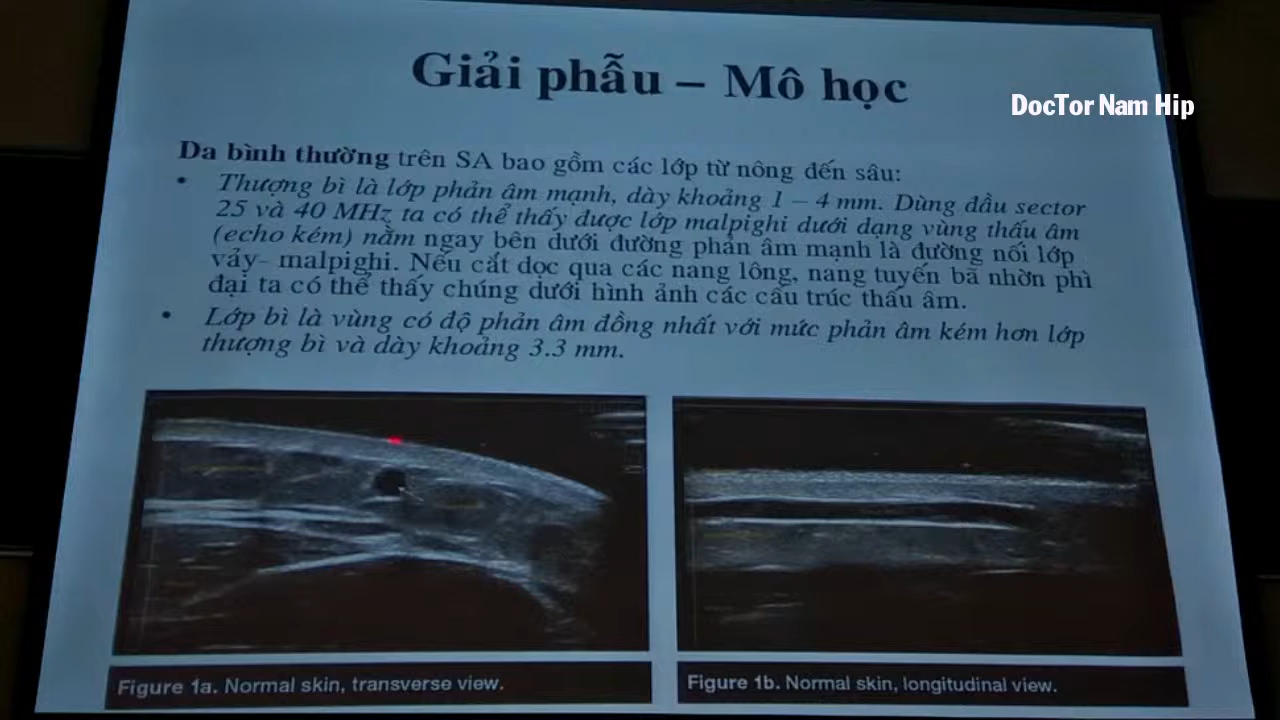 Giải phẫu – Mô học
DocTor Nam Hip
Da bình thường trên SA bao gồm các lớp từ nông đến sâu:
• Thượng bì là lớp phản âm mạnh, dày khoảng 1 – 4 mm. Dùng đầu sector
25 và 40 MHz ta có thể thấy được lớp malpighi dưới dạng vùng thấu âm
(echo kém) nằm ngay bên dưới đường phản âm mạnh là đường nối lớp
vảy– malpighi. Nếu cắt dọc qua các nang lông, nang tuyến bã nhờn phì
đại ta có thể thấy chúng dưới hình ảnh các cấu trúc thấu âm.
• Lớp bì là vùng có độ phản âm đồng nhất với mức phản âm kém hơn lớp
thượng bì và dày khoảng 3.3 mm.
Figure 1a. Normal skin, transverse view.
Figure 1b. Normal skin, longitudinal view.